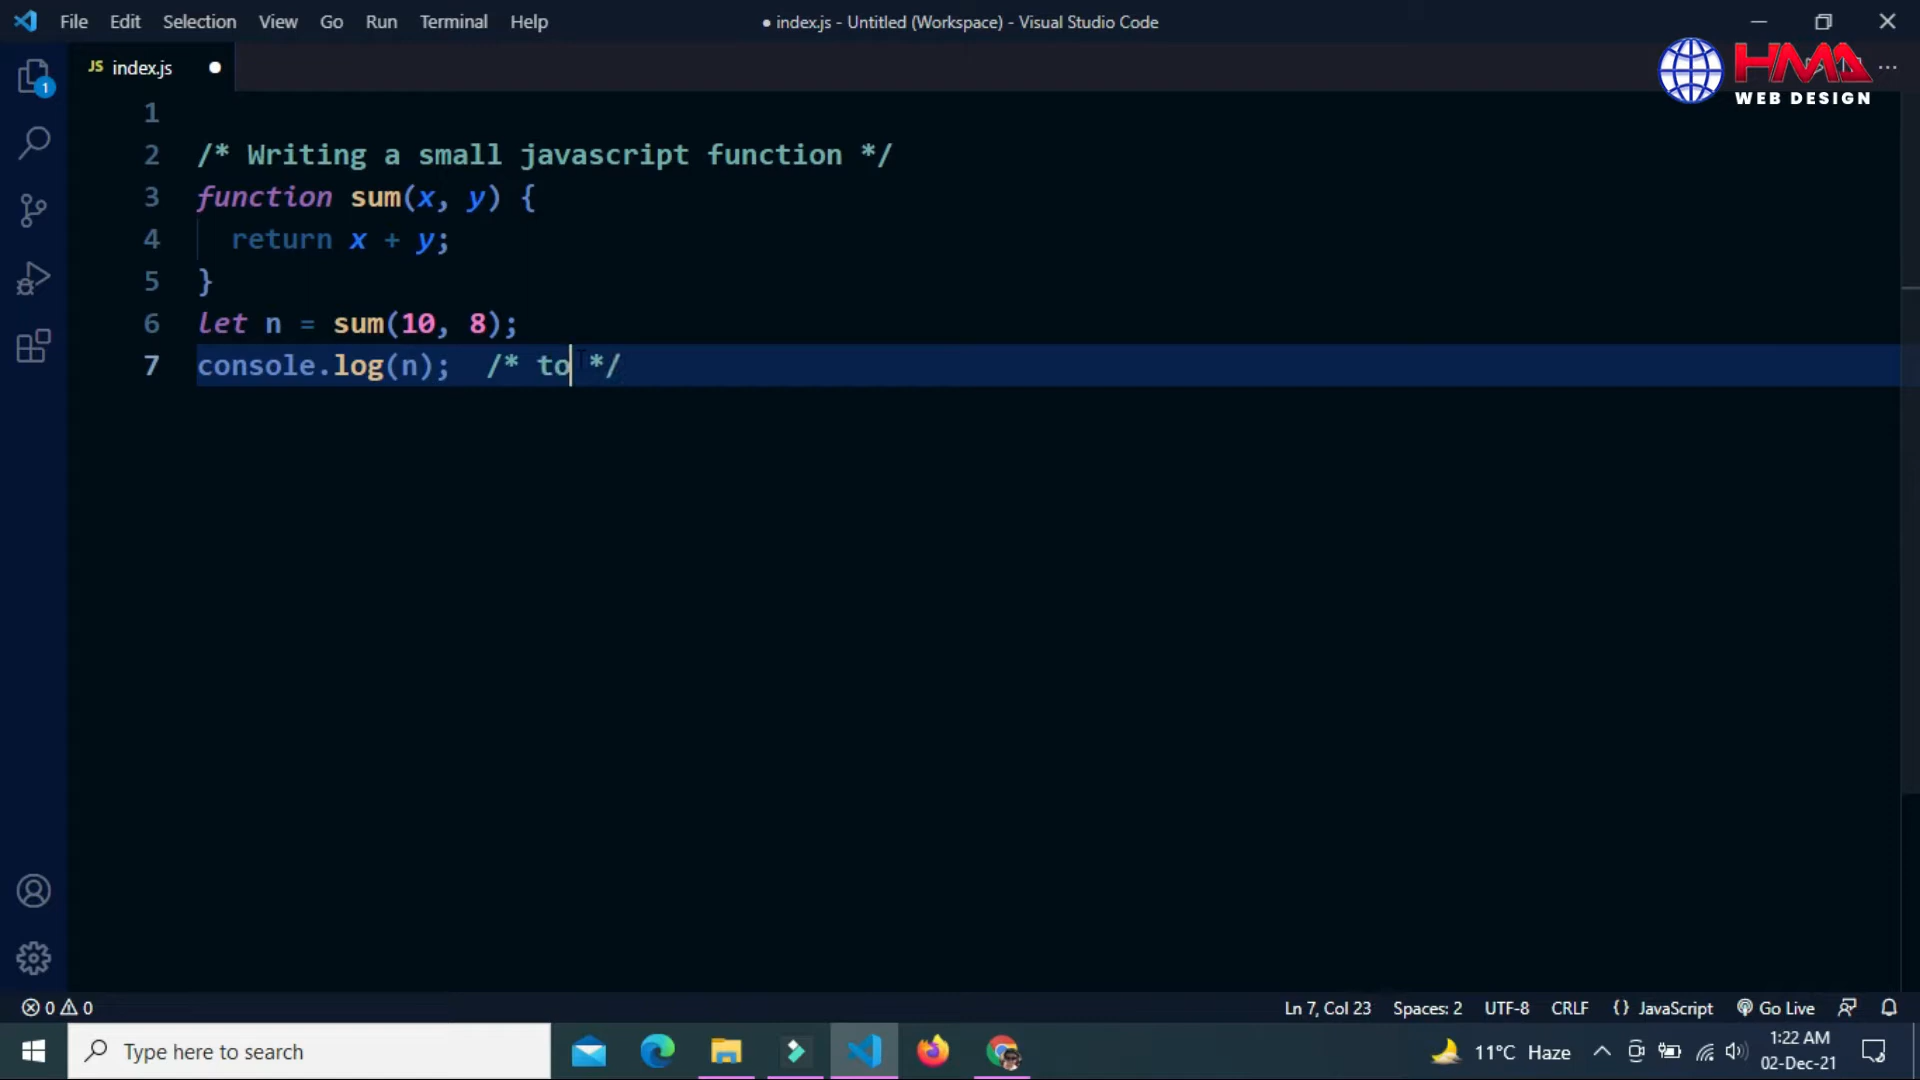 File Edit Selection View Go Run Terminal Help
● index.js - Untitled (Workspace) - Visual Studio Code
JS index.js
HMA
WEB DESIGN
1
1
2 /* Writing a small javascript function */
3 function sum(x, y) {
4 return x + y;
5 }
6 let n = sum(10, 8);
7 console.log(n); /* to */
0 0
Ln 7, Col 23 Spaces: 2 UTF-8 CRLF {} JavaScript Go Live
Type here to search
11°C Haze
1:22 AM
02-Dec-21